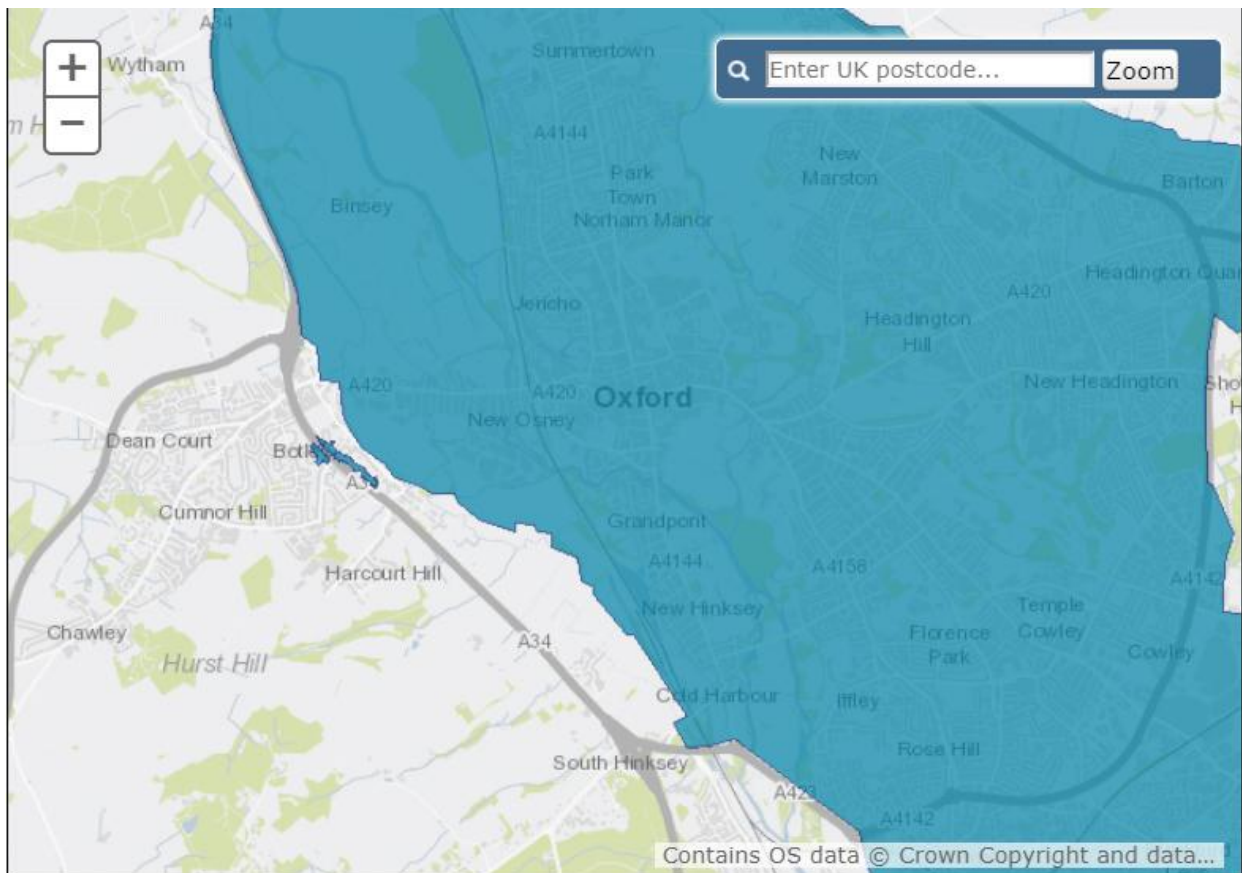 A34
Wytham
Summertown
Enter UK postcode...
Zoom
A4144
New
Marston
Park
Town
Norham Manor
Barton
Binsey
Headington
Jericho
A420
Headington
Hill
A420
A420
Oxford
New Headington
New Osney
Dean Court
Cumnor Hill
Grandpont
A4144
A4158
A4142
Harcourt Hill
New Hinksey
Temple
Cowley
Chawley
A34
Florence
Park
Cowley
Hurst Hill
Cold Harbour
Iffley
Rose Hill
South Hinksey
A423
A4142
Contains OS data © Crown Copyright and data...